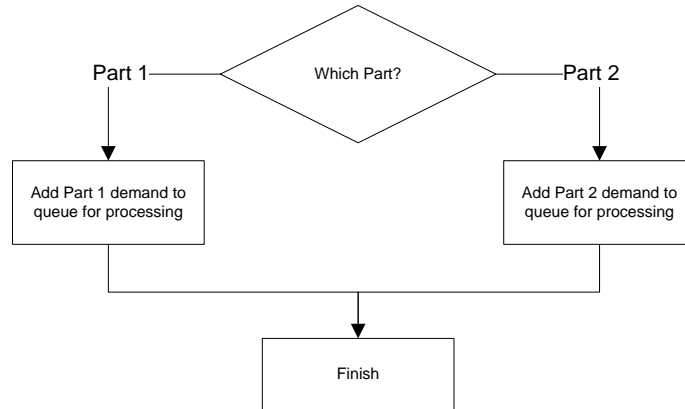 Part 1
Which Part?
Part 2
Add Part 1 demand to
queue for processing
Add Part 2 demand to
queue for processing
Finish